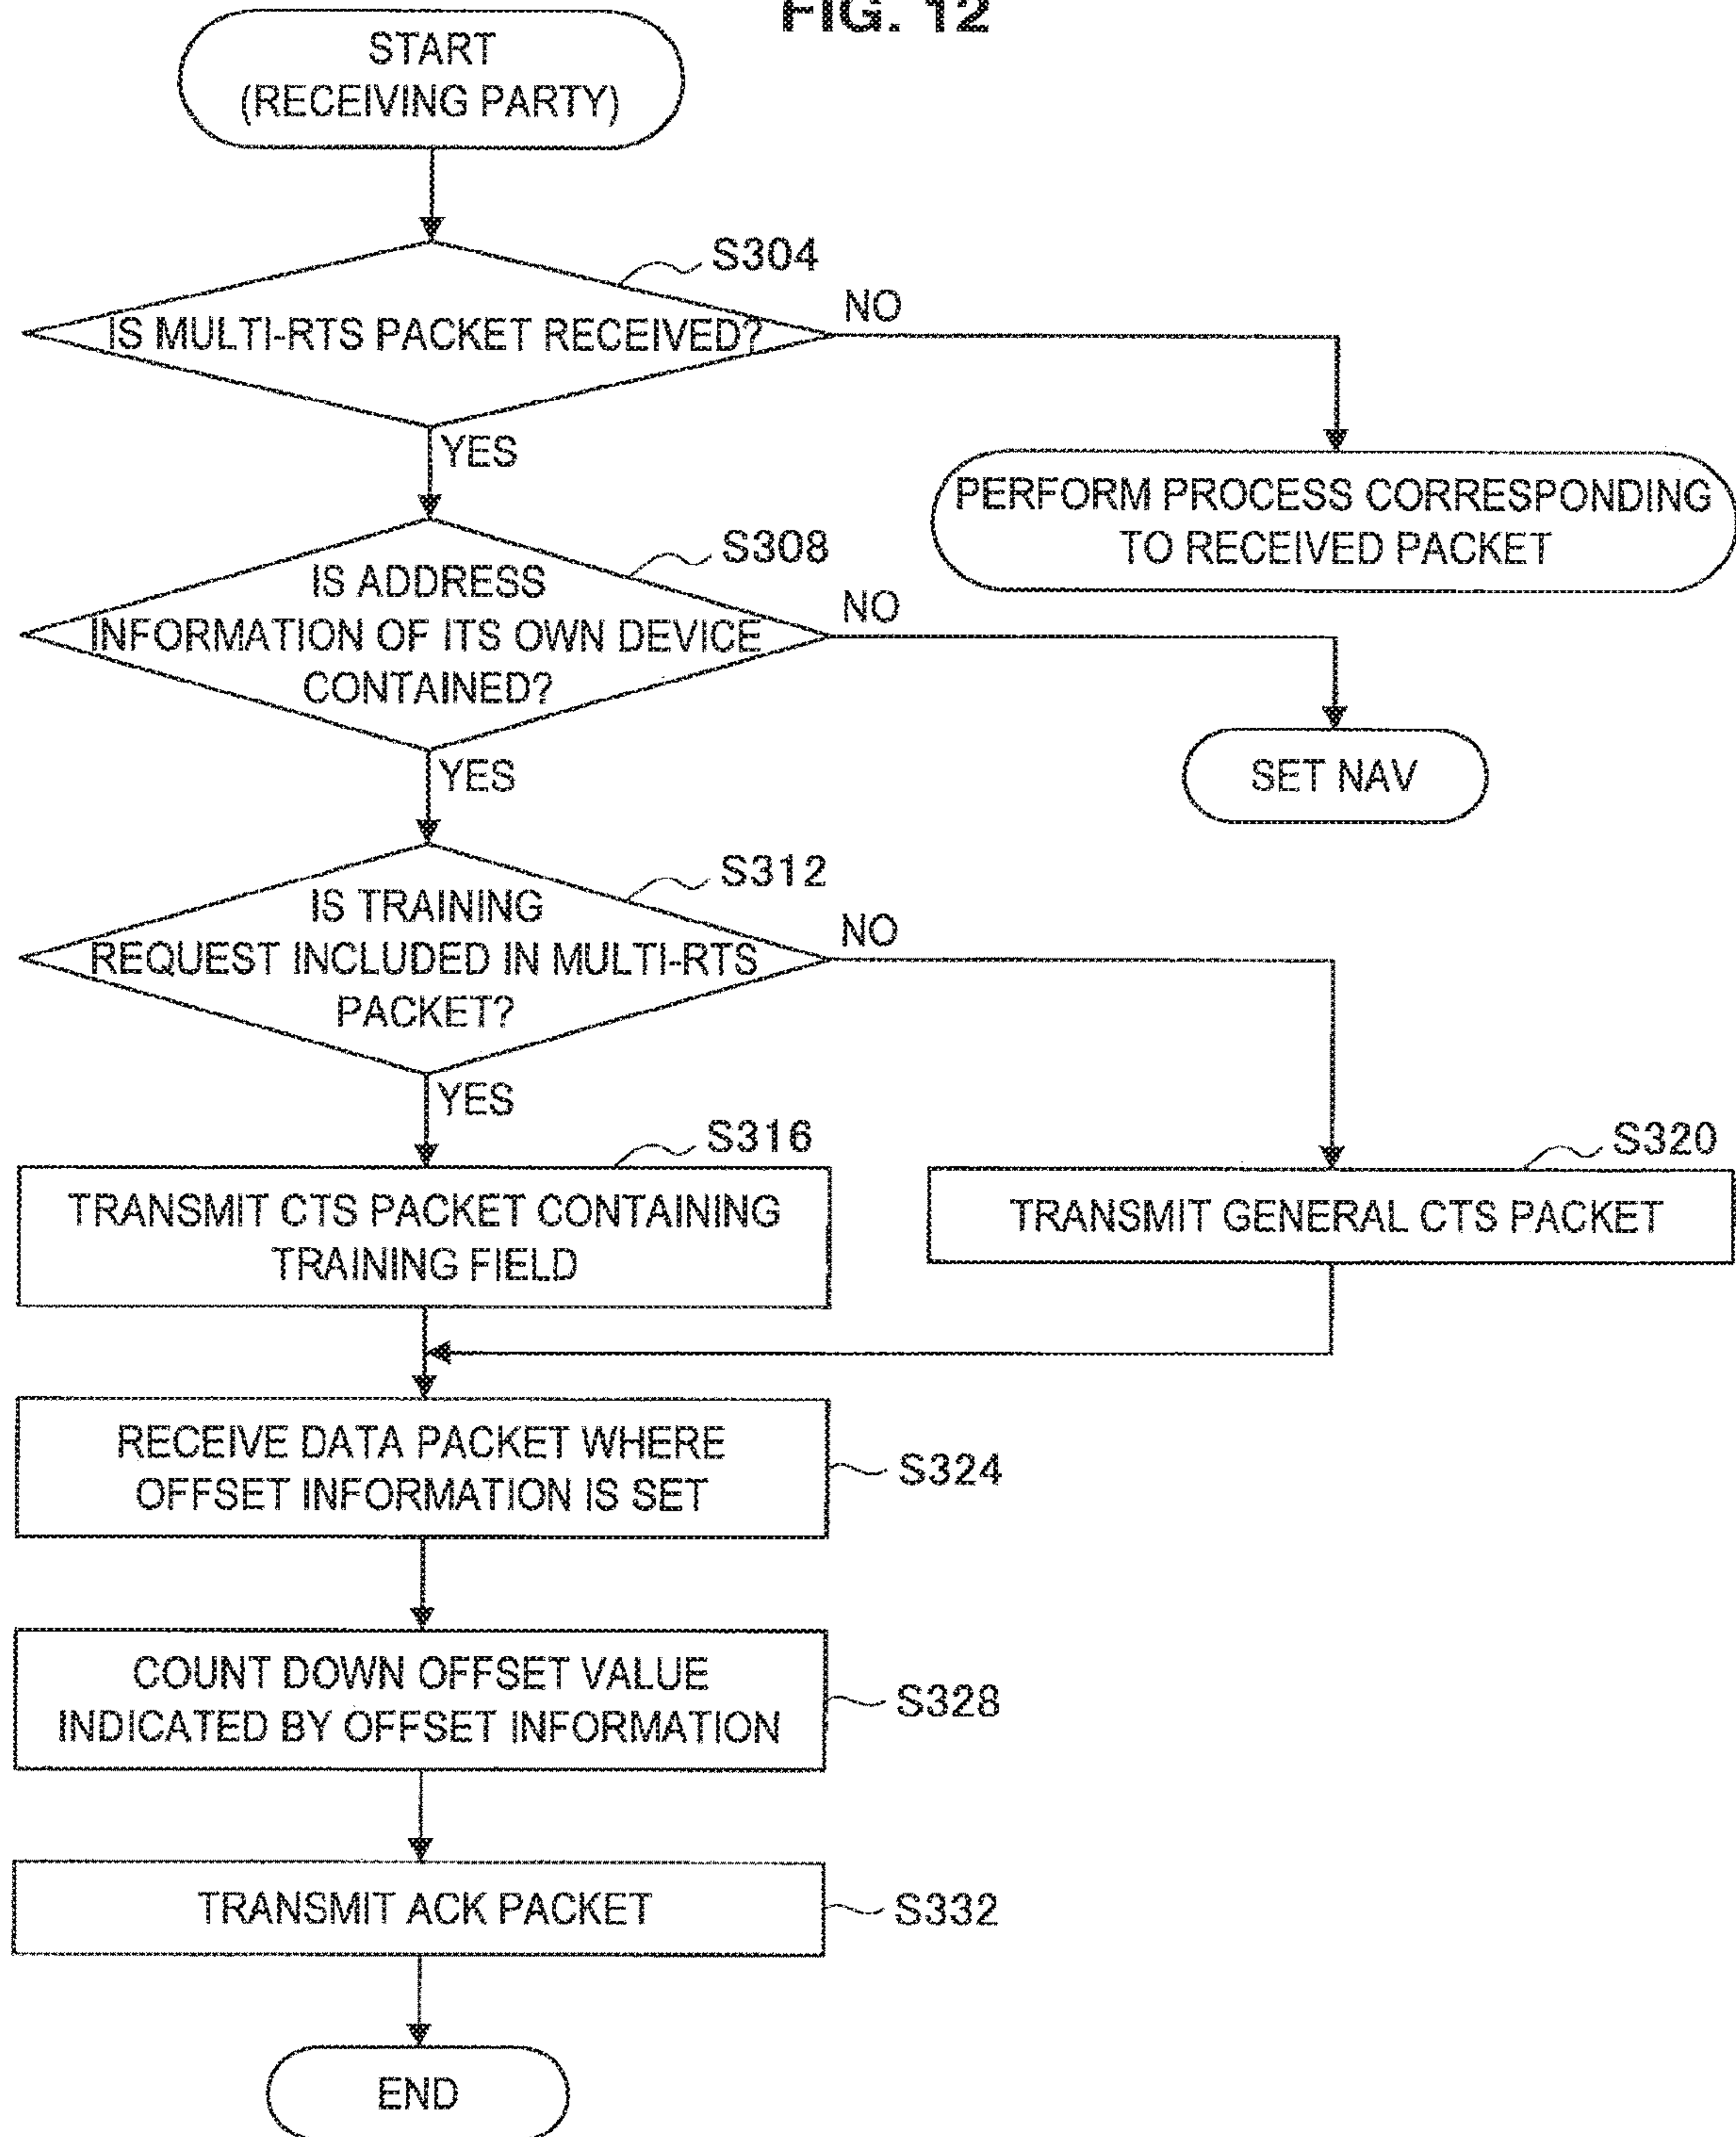 FIG. 12
START
(RECEIVING PARTY)
S304
IS MULTI-RTS PACKET RECEIVED?
NO
YES
PERFORM PROCESS CORRESPONDING
TO RECEIVED PACKET
S308
IS ADDRESS
INFORMATION OF ITS OWN DEVICE
CONTAINED?
NO
YES
SET NAV
S312
IS TRAINING
REQUEST INCLUDED IN MULTI-RTS
PACKET?
NO
YES
S316
TRANSMIT CTS PACKET CONTAINING
TRAINING FIELD
S320
TRANSMIT GENERAL CTS PACKET
RECEIVE DATA PACKET WHERE
OFFSET INFORMATION IS SET
S324
COUNT DOWN OFFSET VALUE
INDICATED BY OFFSET INFORMATION
S328
TRANSMIT ACK PACKET
S332
END